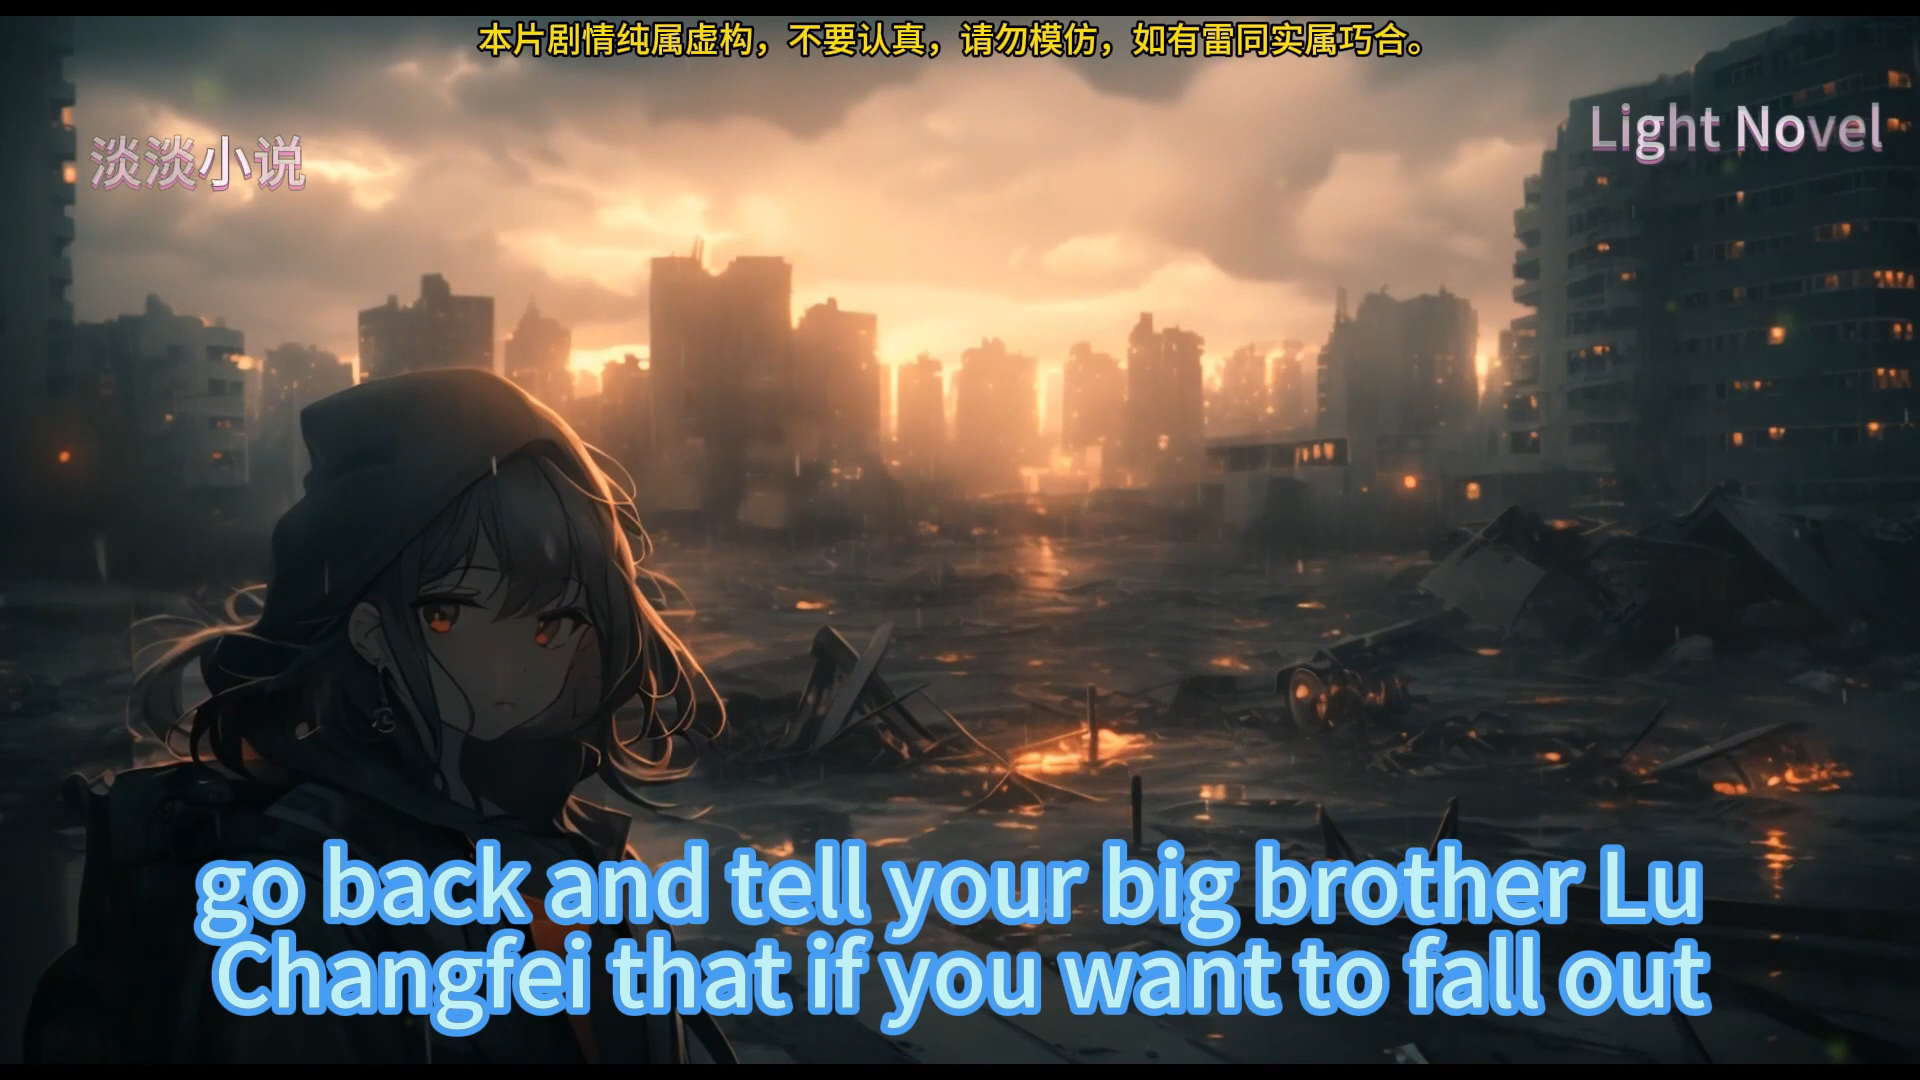 本片剧情纯属虚构，不要认真，请勿模仿，如有雷同实属巧合。
淡淡小说
Light Novel
go back and tell your big brother Lu
Changfei that if you want to fall out